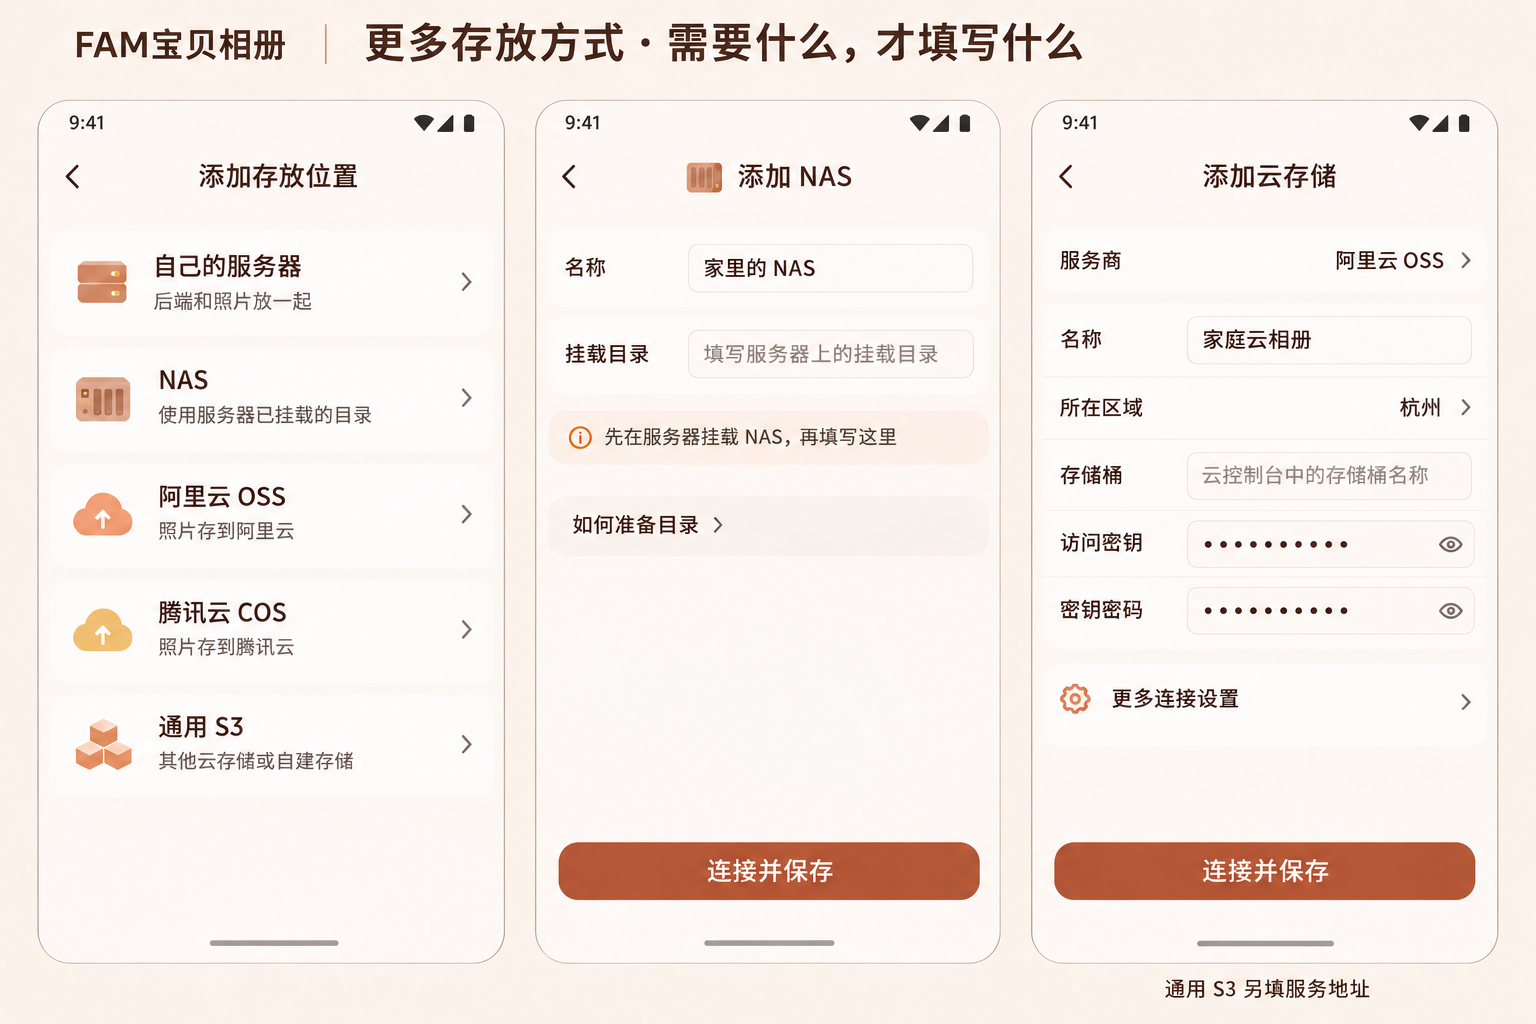 FAM宝贝相册
更多存放方式 · 需要什么，才填写什么
9:41
添加存放位置
自己的服务器
后端和照片放一起
NAS
使用服务器已挂载的目录
阿里云 OSS
照片存到阿里云
腾讯云 COS
照片存到腾讯云
通用 S3
其他云存储或自建存储
9:41
添加 NAS
名称
家里的 NAS
挂载目录
填写服务器上的挂载目录
先在服务器挂载 NAS，再填写这里
如何准备目录
连接并保存
9:41
添加云存储
服务商
阿里云 OSS
名称
家庭云相册
所在区域
杭州
存储桶
云控制台中的存储桶名称
访问密钥
••••••••••
密钥密码
••••••••••
更多连接设置
连接并保存
通用 S3 另填服务地址